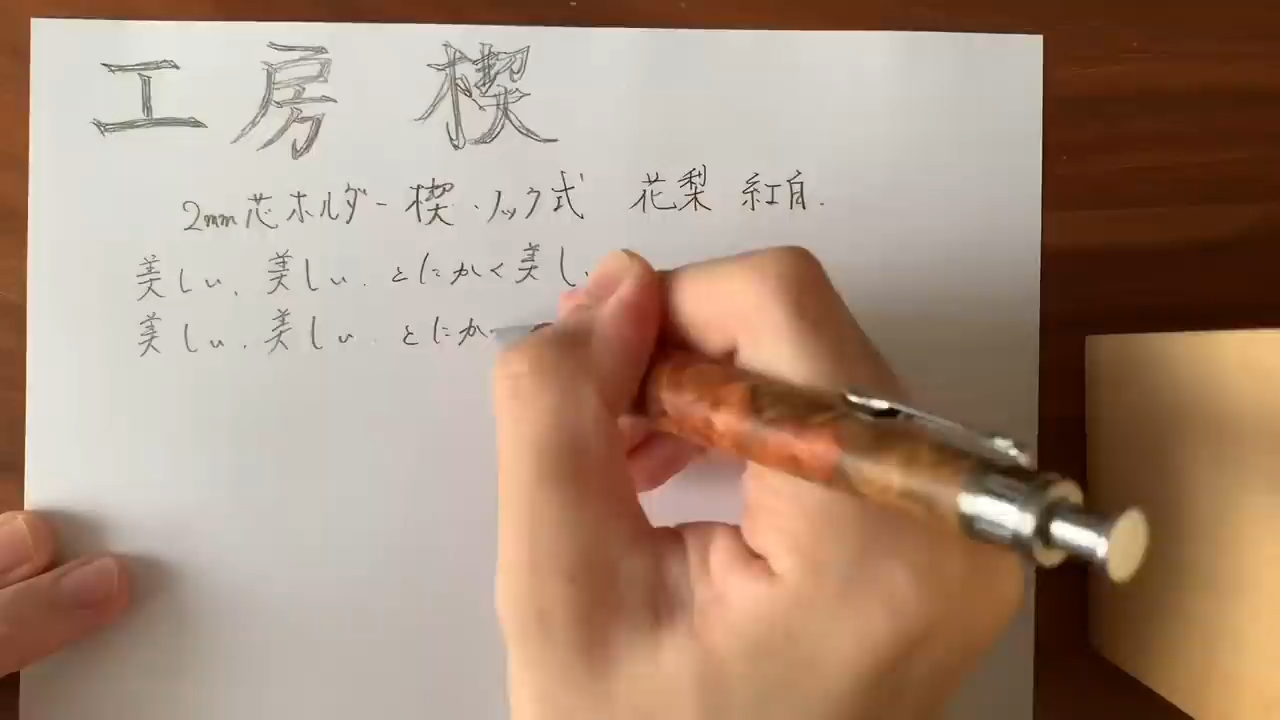 工房 楔
2mm芯ホルダー 楔・ノック式 花梨 紅白.
美しい、美しい、とにかく美し
美しい、美しい、とにか